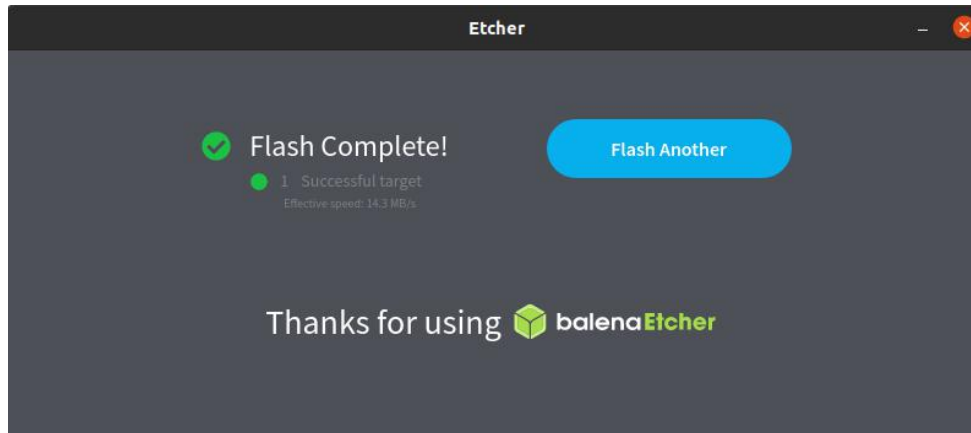 Etcher
Flash Complete!
Flash Another
1 Successful target
Effective speed: 14.3 MB/s
Thanks for using balenaEtcher